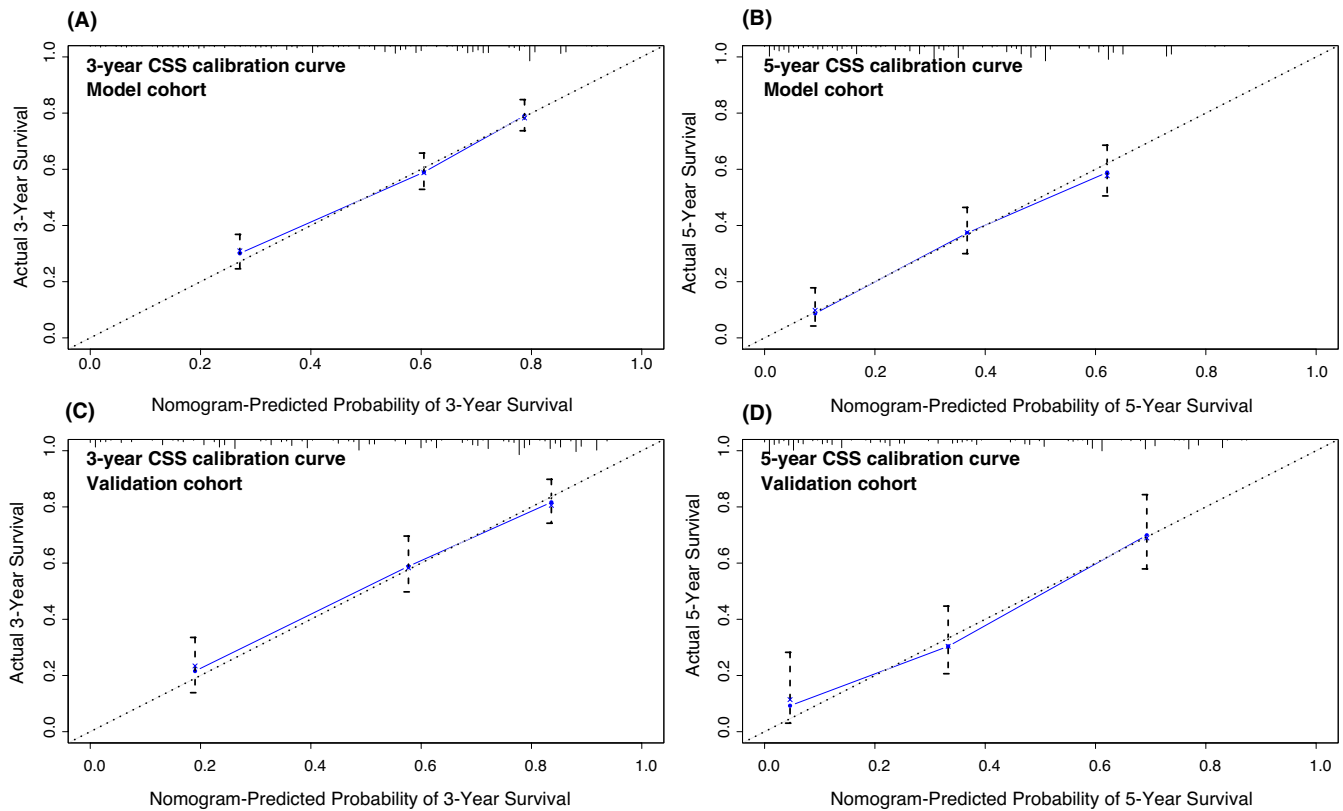 (A)
3-year CSS calibration curve
Model cohort
Actual 3-Year Survival
0.0 0.2 0.4 0.6 0.8 1.0
0.0 0.2 0.4 0.6 0.8 1.0
Nomogram-Predicted Probability of 3-Year Survival
(B)
5-year CSS calibration curve
Model cohort
Actual 5-Year Survival
0.0 0.2 0.4 0.6 0.8 1.0
0.0 0.2 0.4 0.6 0.8 1.0
Nomogram-Predicted Probability of 5-Year Survival
(C)
3-year CSS calibration curve
Validation cohort
Actual 3-Year Survival
0.0 0.2 0.4 0.6 0.8 1.0
0.0 0.2 0.4 0.6 0.8 1.0
Nomogram-Predicted Probability of 3-Year Survival
(D)
5-year CSS calibration curve
Validation cohort
Actual 5-Year Survival
0.0 0.2 0.4 0.6 0.8 1.0
0.0 0.2 0.4 0.6 0.8 1.0
Nomogram-Predicted Probability of 5-Year Survival